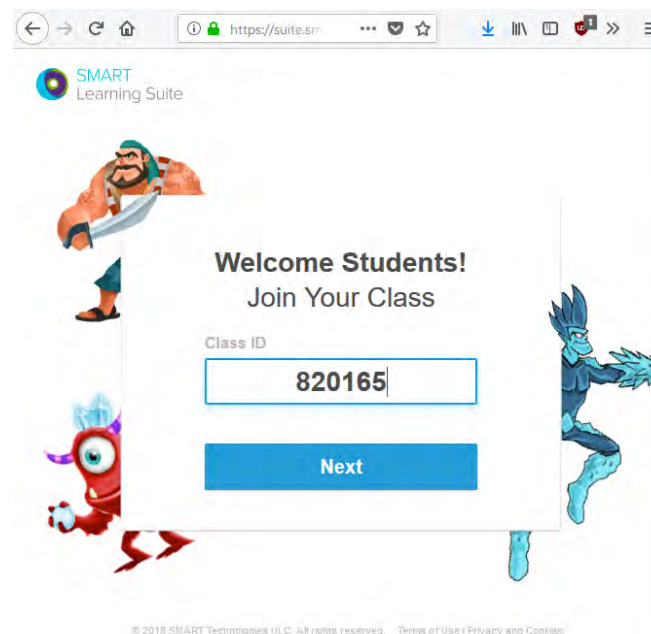 https://suite.sm
1
SMART
Learning Suite
Welcome Students!
Join Your Class
Class ID
820165
Next
© 2018 SMART Technologies ULC. All rights reserved. Terms of Use | Privacy and Cookies